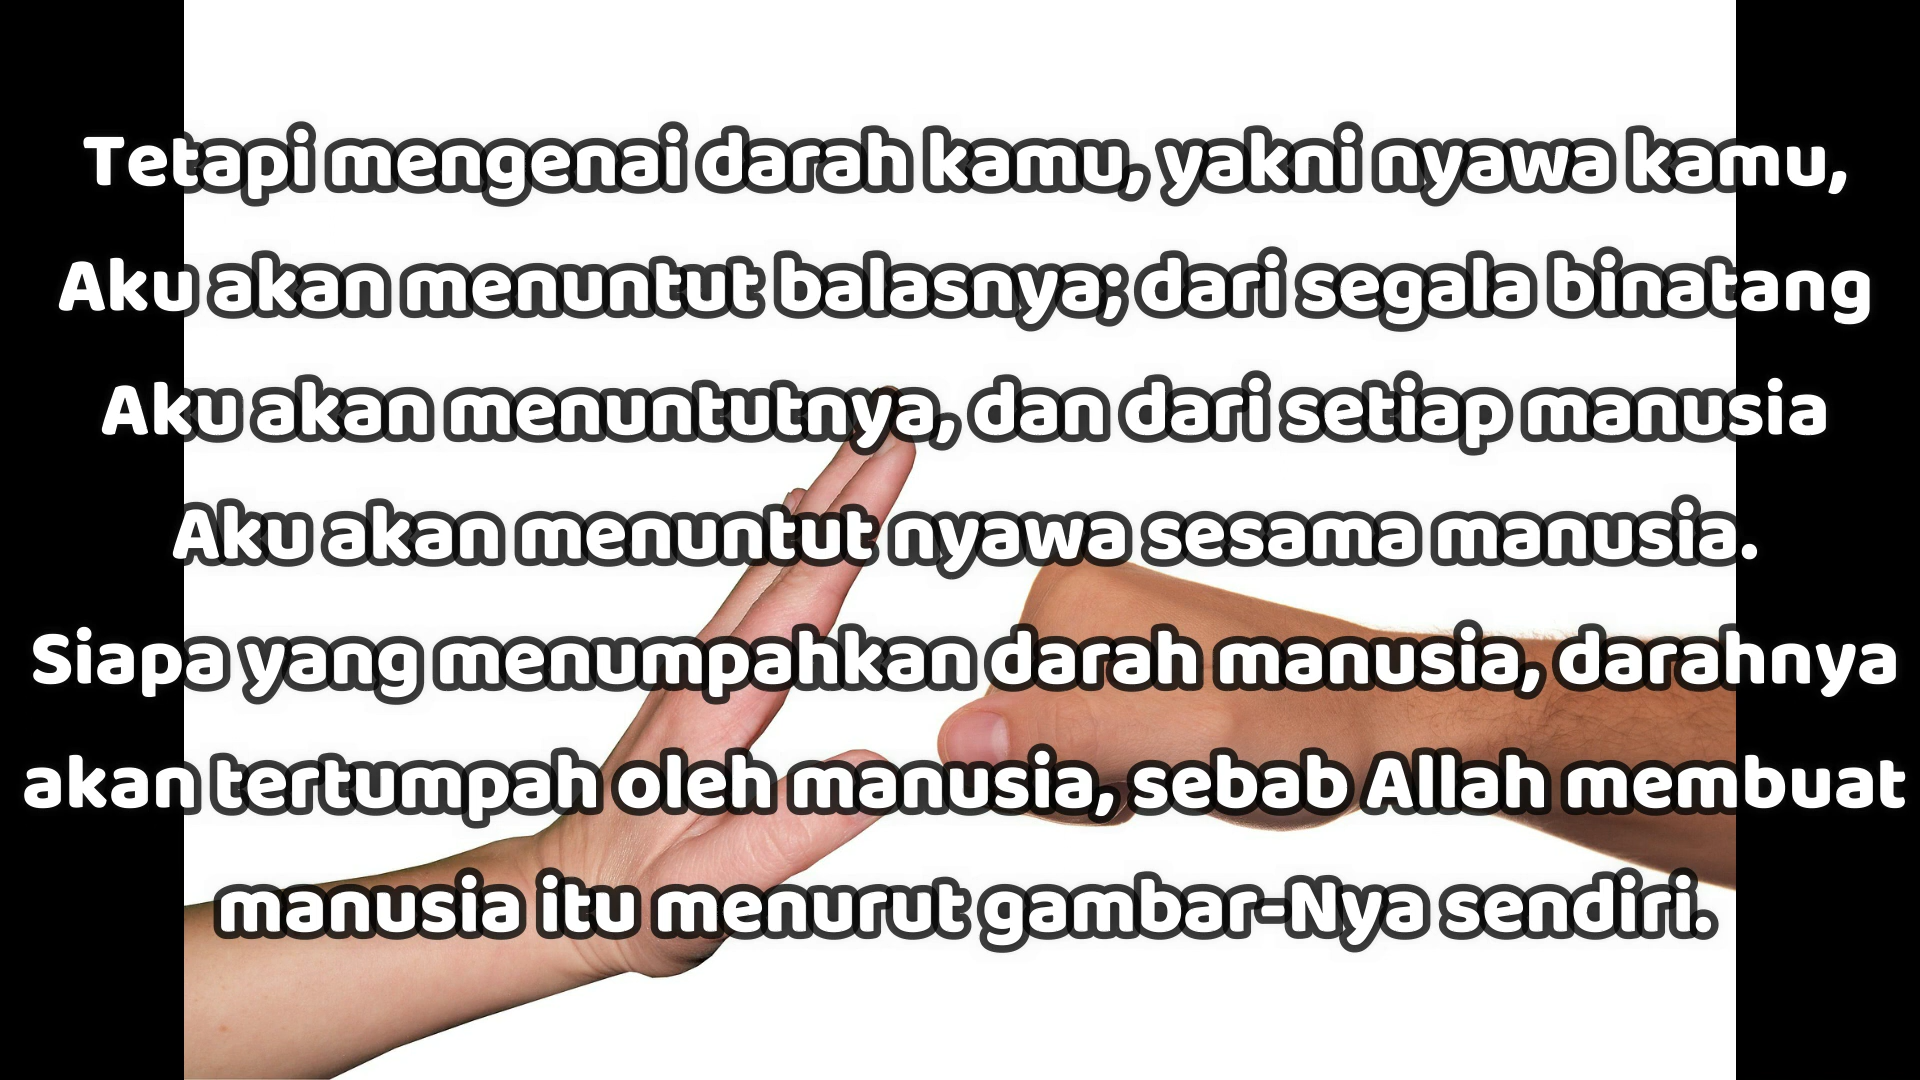 Tetapi mengenai darah kamu, yakni nyawa kamu,
Aku akan menuntut balasnya; dari segala binatang
Aku akan menuntutnya, dan dari setiap manusia
Aku akan menuntut nyawa sesama manusia.
Siapa yang menumpahkan darah manusia, darahnya
akan tertumpah oleh manusia, sebab Allah membuat
manusia itu menurut gambar-Nya sendiri.